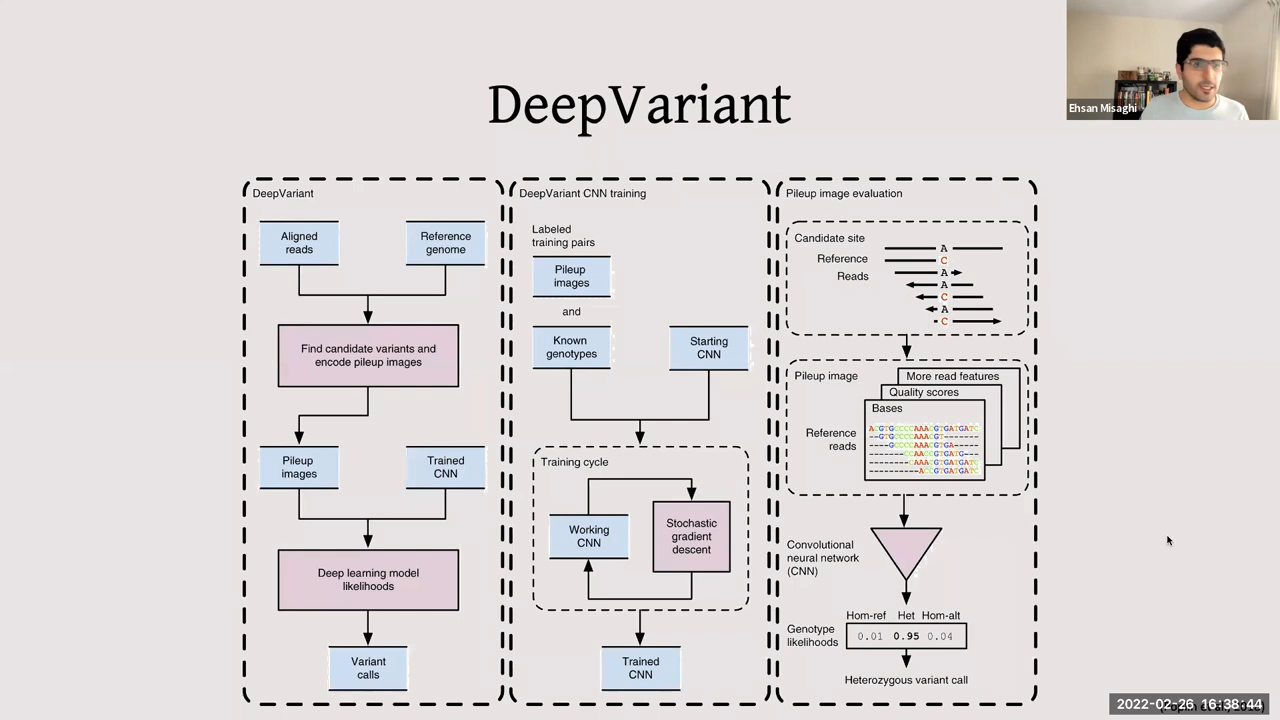 DeepVariant
Ehsan Misaghi
DeepVariant
Aligned
reads
Reference
genome
Find candidate variants and
encode pileup images
Pileup
images
Trained
CNN
Deep learning model
likelihoods
Variant
calls
DeepVariant CNN training
Labeled
training pairs
Pileup
images
and
Known
genotypes
Starting
CNN
Training cycle
Working
CNN
Stochastic
gradient
descent
Trained
CNN
Pileup image evaluation
Candidate site
Reference
Reads
A
C
A
A
C
A
C
Pileup image
More read features
Quality scores
Bases
Reference
reads
Convolutional
neural network
(CNN)
Hom-ref Het Hom-alt
Genotype
likelihoods
0.01 0.95 0.04
Heterozygous variant call
2022-02-26 16:38:44